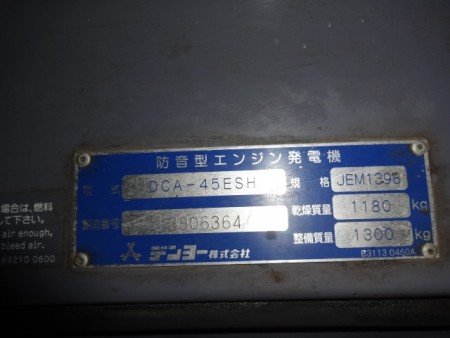 防音型エンジン発電機
型式 DCA-45ESH 規格 JEM1398
製造番号 3806364 乾燥質量 1180 kg
デンヨー株式会社 整備質量 1300 kg
B3113 0460A
場合は、燃料
て下さい。
air enough,
bleed air.
69210 0600